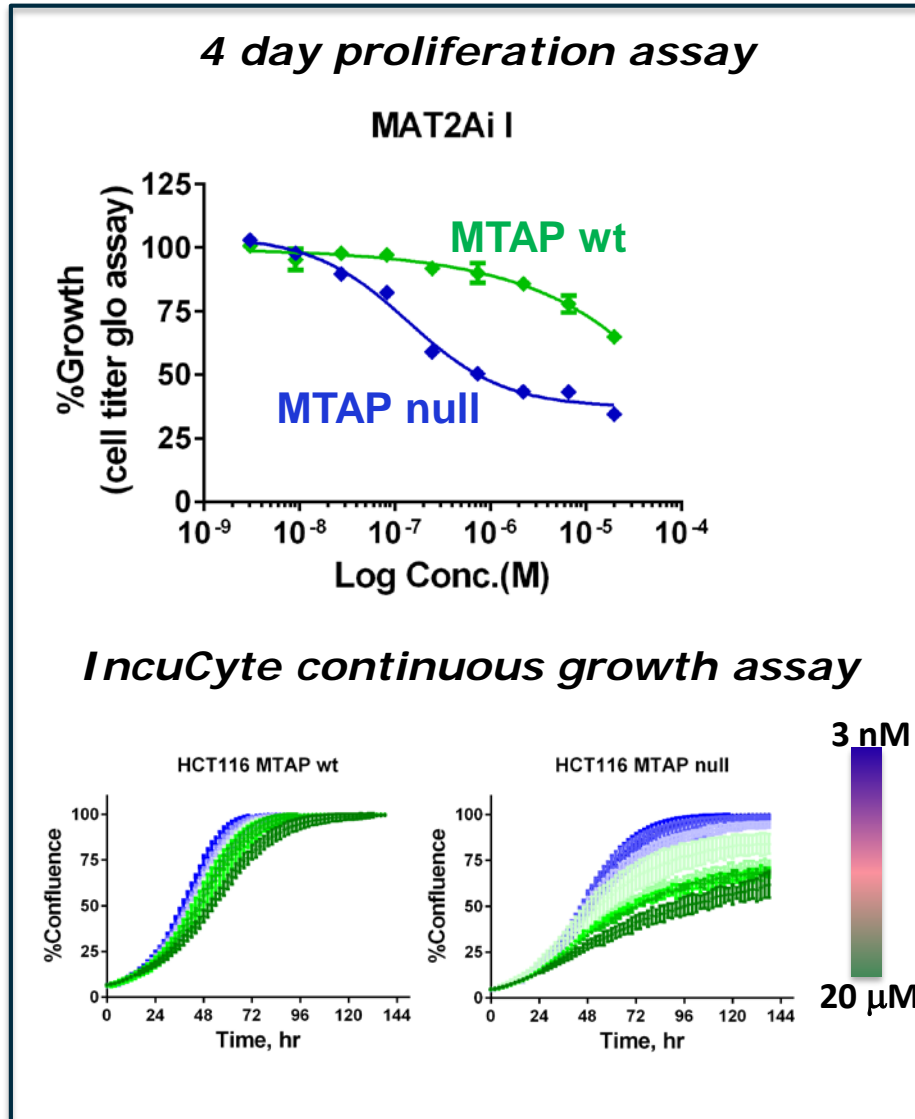 4 day proliferation assay
MAT2Ai I
125
100
75
50
25
0
%Growth
(cell titer glo assay)
MTAP wt
MTAP null
10⁻⁹ 10⁻⁸ 10⁻⁷ 10⁻⁶ 10⁻⁵ 10⁻⁴
Log Conc.(M)
IncuCyte continuous growth assay
HCT116 MTAP wt
%Confluence
100
75
50
25
0
0 24 48 72 96 120 144
Time, hr
HCT116 MTAP null
%Confluence
100
75
50
25
0
0 24 48 72 96 120 144
Time, hr
3 nM
20 μM